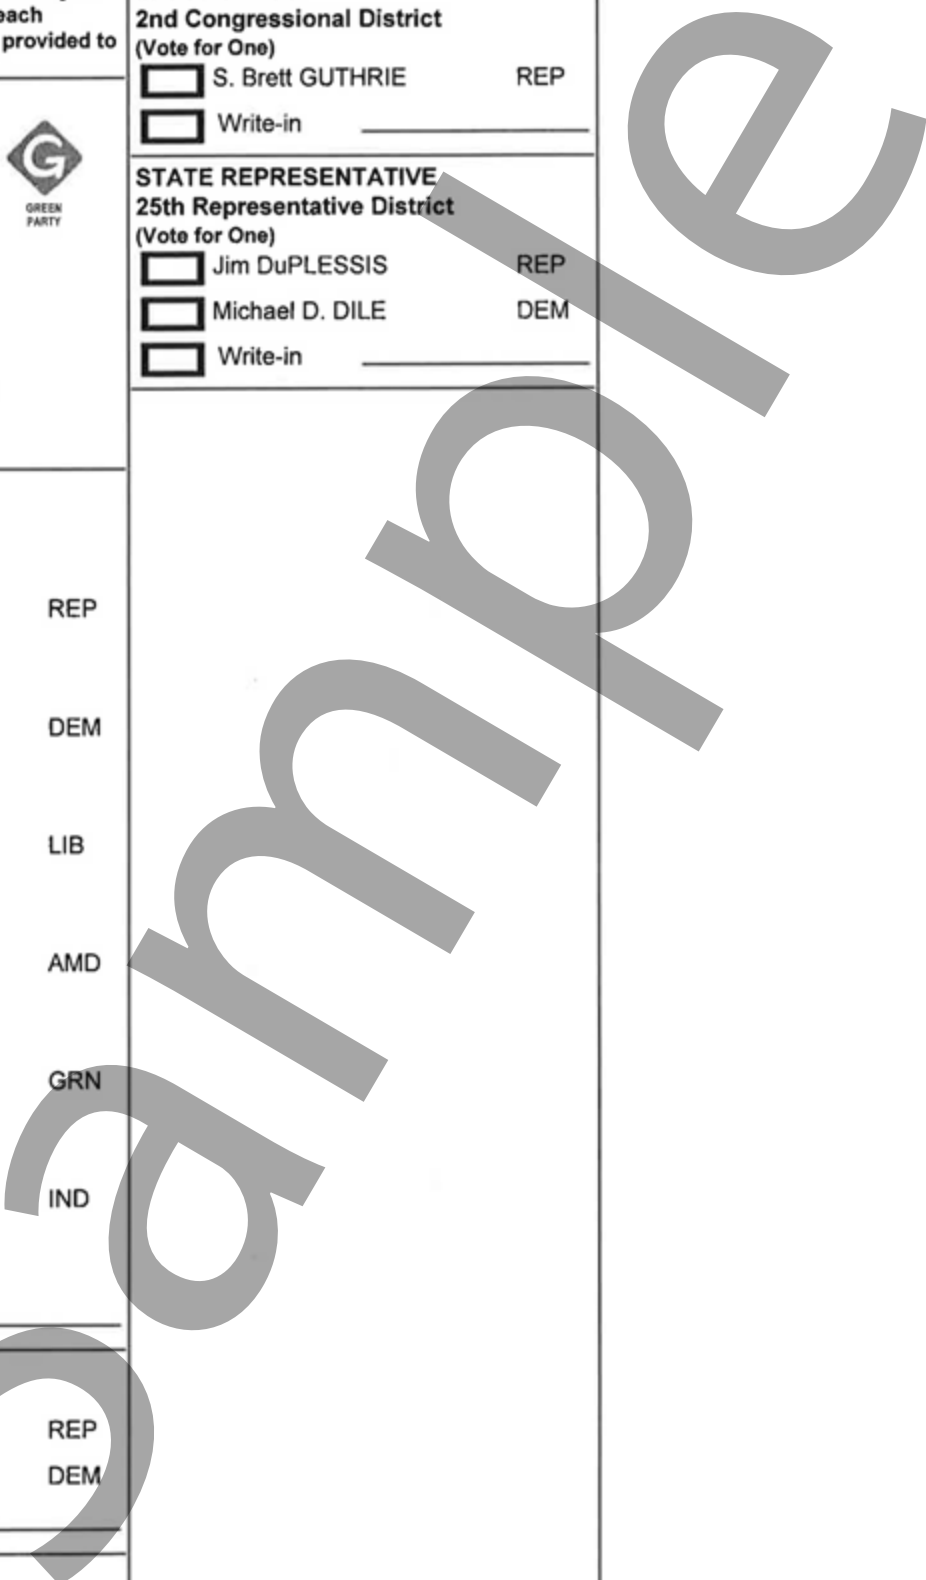 each
provided to
G
GREEN
PARTY
REP
DEM
LIB
AMD
GRN
IND
REP
DEM
2nd Congressional District
(Vote for One)
S. Brett GUTHRIE REP
Write-in
STATE REPRESENTATIVE
25th Representative District
(Vote for One)
Jim DuPLESSIS REP
Michael D. DILE DEM
Write-in
ample